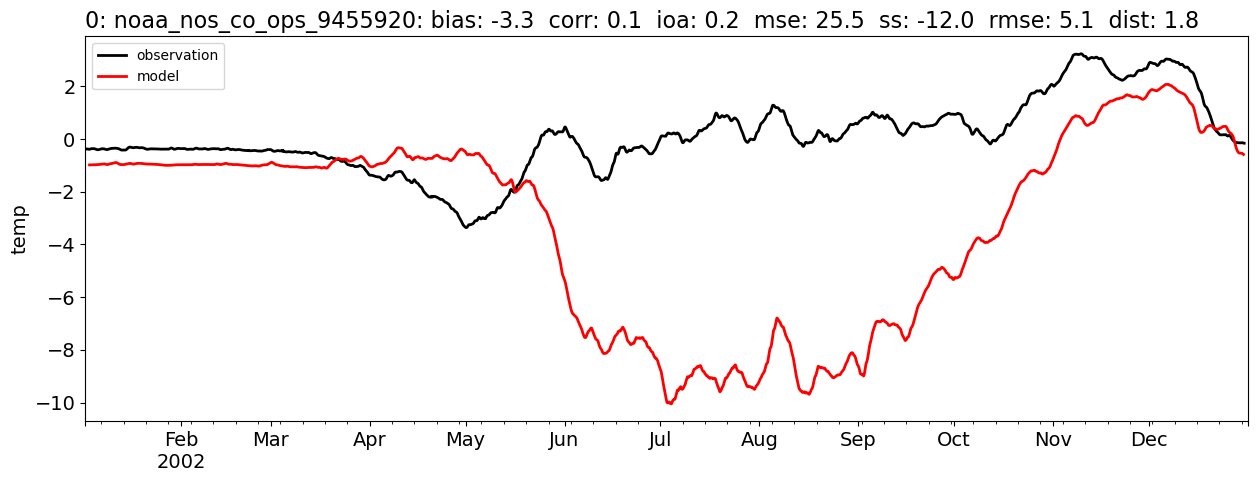 0: noaa_nos_co_ops_9455920: bias: -3.3  corr: 0.1  ioa: 0.2  mse: 25.5  ss: -12.0  rmse: 5.1  dist: 1.8
observation
model
2
0
−2
−4
−6
−8
−10
temp
Feb Mar Apr May Jun Jul Aug Sep Oct Nov Dec
2002